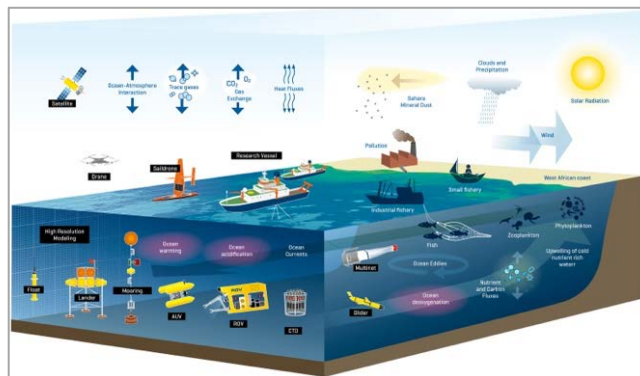 Satellite
Ocean-Atmosphere
Interaction
Trace gases
CO₂ O₂
Gas
Exchange
Heat Fluxes
Sahara
Mineral Dust
Clouds and
Precipitation
Solar Radiation
Wind
Pollution
Drone
Saildrone
Research Vessel
Industrial fishery
Small fishery
West African coast
High Resolution
Modeling
Ocean
warming
Ocean
acidification
Ocean
Currents
Float
Lander
Mooring
AUV
ROV
CTD
Fish
Zooplankton
Phytoplankton
Upwelling of cold
nutrient rich
water
Multinet
Ocean Eddies
Glider
Ocean
deoxygenation
Nutrient
and Carbon
Fluxes